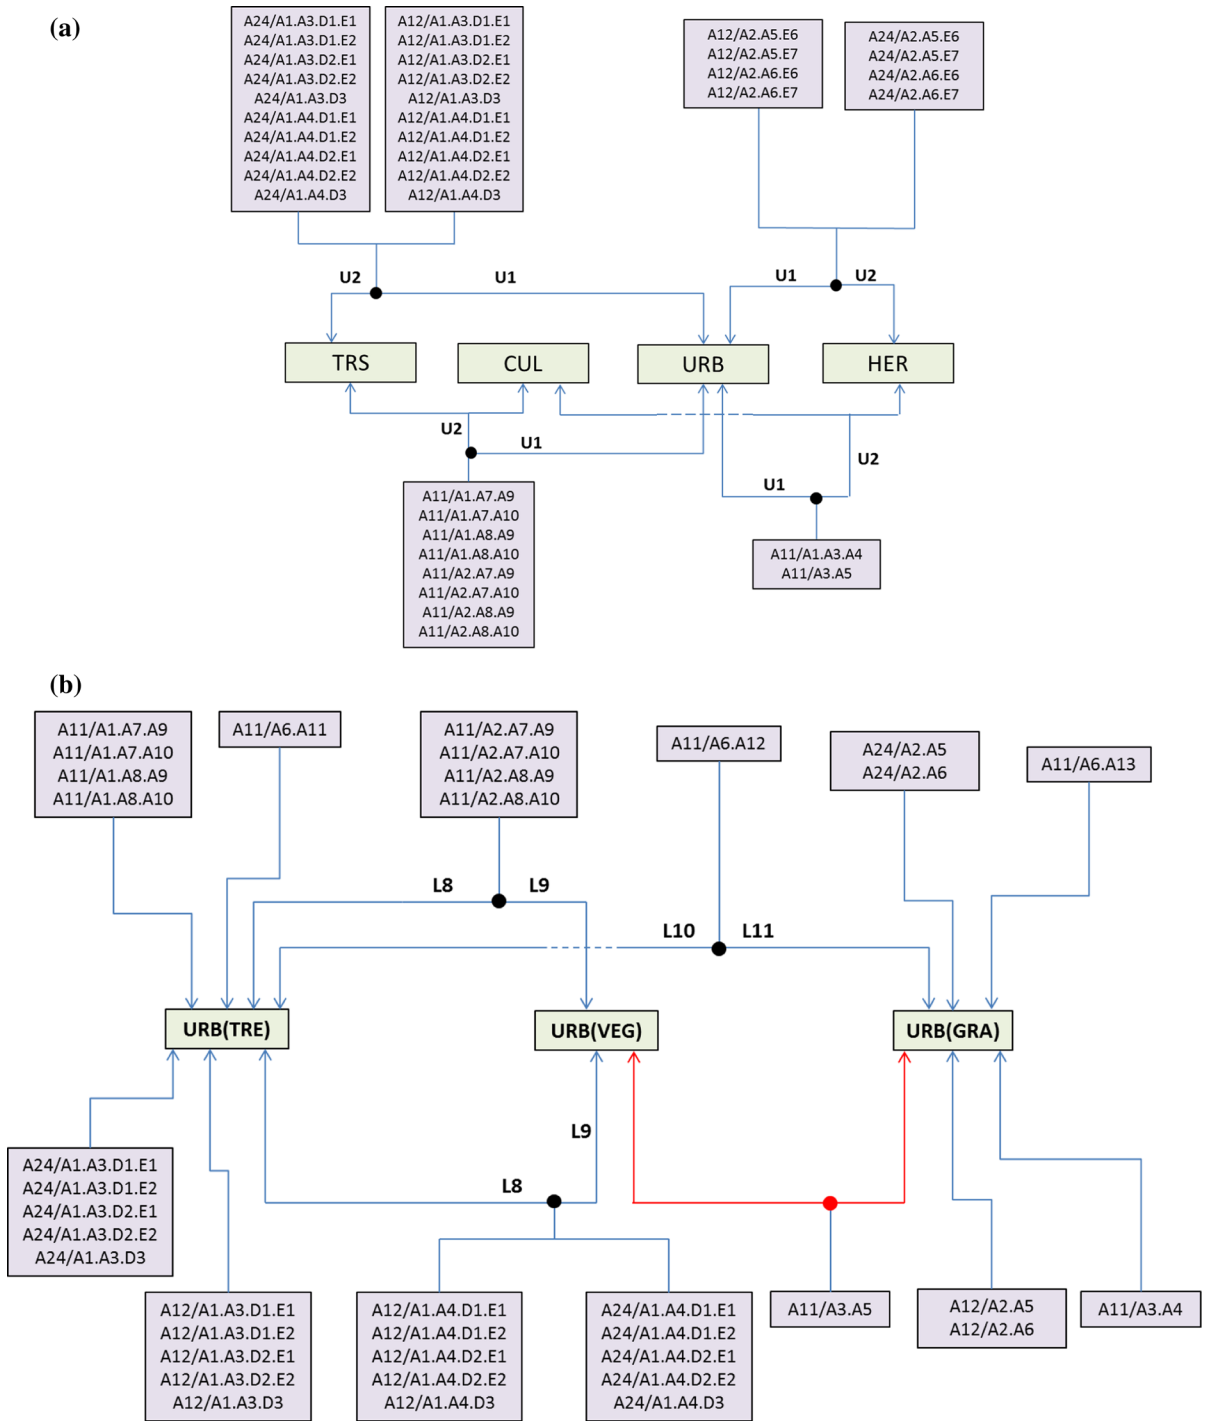 (a)
A24/A1.A3.D1.E1
A24/A1.A3.D1.E2
A24/A1.A3.D2.E1
A24/A1.A3.D2.E2
A24/A1.A3.D3
A24/A1.A4.D1.E1
A24/A1.A4.D1.E2
A24/A1.A4.D2.E1
A24/A1.A4.D2.E2
A24/A1.A4.D3
A12/A1.A3.D1.E1
A12/A1.A3.D1.E2
A12/A1.A3.D2.E1
A12/A1.A3.D2.E2
A12/A1.A3.D3
A12/A1.A4.D1.E1
A12/A1.A4.D1.E2
A12/A1.A4.D2.E1
A12/A1.A4.D2.E2
A12/A1.A4.D3
A12/A2.A5.E6
A12/A2.A5.E7
A12/A2.A6.E6
A12/A2.A6.E7
A24/A2.A5.E6
A24/A2.A5.E7
A24/A2.A6.E6
A24/A2.A6.E7
U2
U1
U1
U2
TRS
CUL
URB
HER
U2
U1
U2
U1
A11/A1.A7.A9
A11/A1.A7.A10
A11/A1.A8.A9
A11/A1.A8.A10
A11/A2.A7.A9
A11/A2.A7.A10
A11/A2.A8.A9
A11/A2.A8.A10
A11/A1.A3.A4
A11/A3.A5
(b)
A11/A1.A7.A9
A11/A1.A7.A10
A11/A1.A8.A9
A11/A1.A8.A10
A11/A6.A11
A11/A2.A7.A9
A11/A2.A7.A10
A11/A2.A8.A9
A11/A2.A8.A10
A11/A6.A12
A24/A2.A5
A24/A2.A6
A11/A6.A13
L8
L9
L10
L11
URB(TRE)
URB(VEG)
URB(GRA)
L9
L8
A24/A1.A3.D1.E1
A24/A1.A3.D1.E2
A24/A1.A3.D2.E1
A24/A1.A3.D2.E2
A24/A1.A3.D3
A12/A1.A3.D1.E1
A12/A1.A3.D1.E2
A12/A1.A3.D2.E1
A12/A1.A3.D2.E2
A12/A1.A3.D3
A12/A1.A4.D1.E1
A12/A1.A4.D1.E2
A12/A1.A4.D2.E1
A12/A1.A4.D2.E2
A12/A1.A4.D3
A24/A1.A4.D1.E1
A24/A1.A4.D1.E2
A24/A1.A4.D2.E1
A24/A1.A4.D2.E2
A24/A1.A4.D3
A11/A3.A5
A12/A2.A5
A12/A2.A6
A11/A3.A4